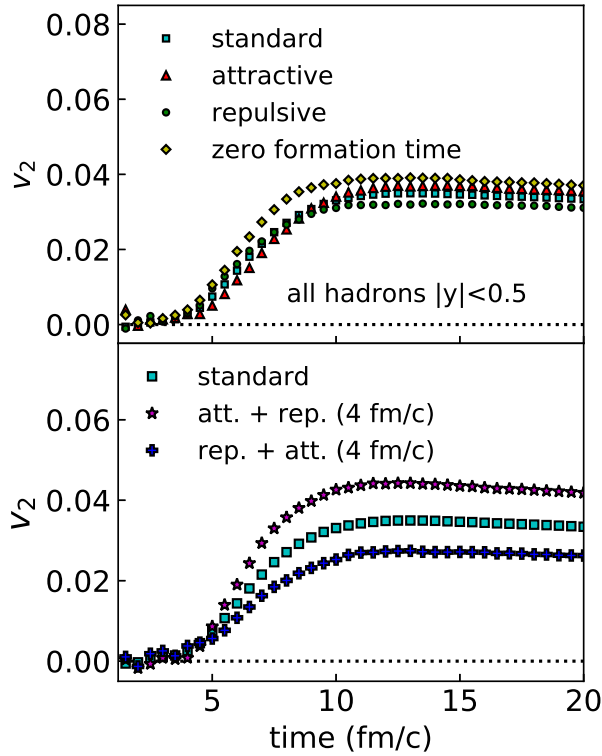 0.08
standard
attractive
0.06
repulsive
zero formation time
v₂
0.04
0.02
all hadrons |y|<0.5
0.00
standard
att. + rep. (4 fm/c)
0.06
rep. + att. (4 fm/c)
v₂
0.04
0.02
0.00
5 10 15 20
time (fm/c)